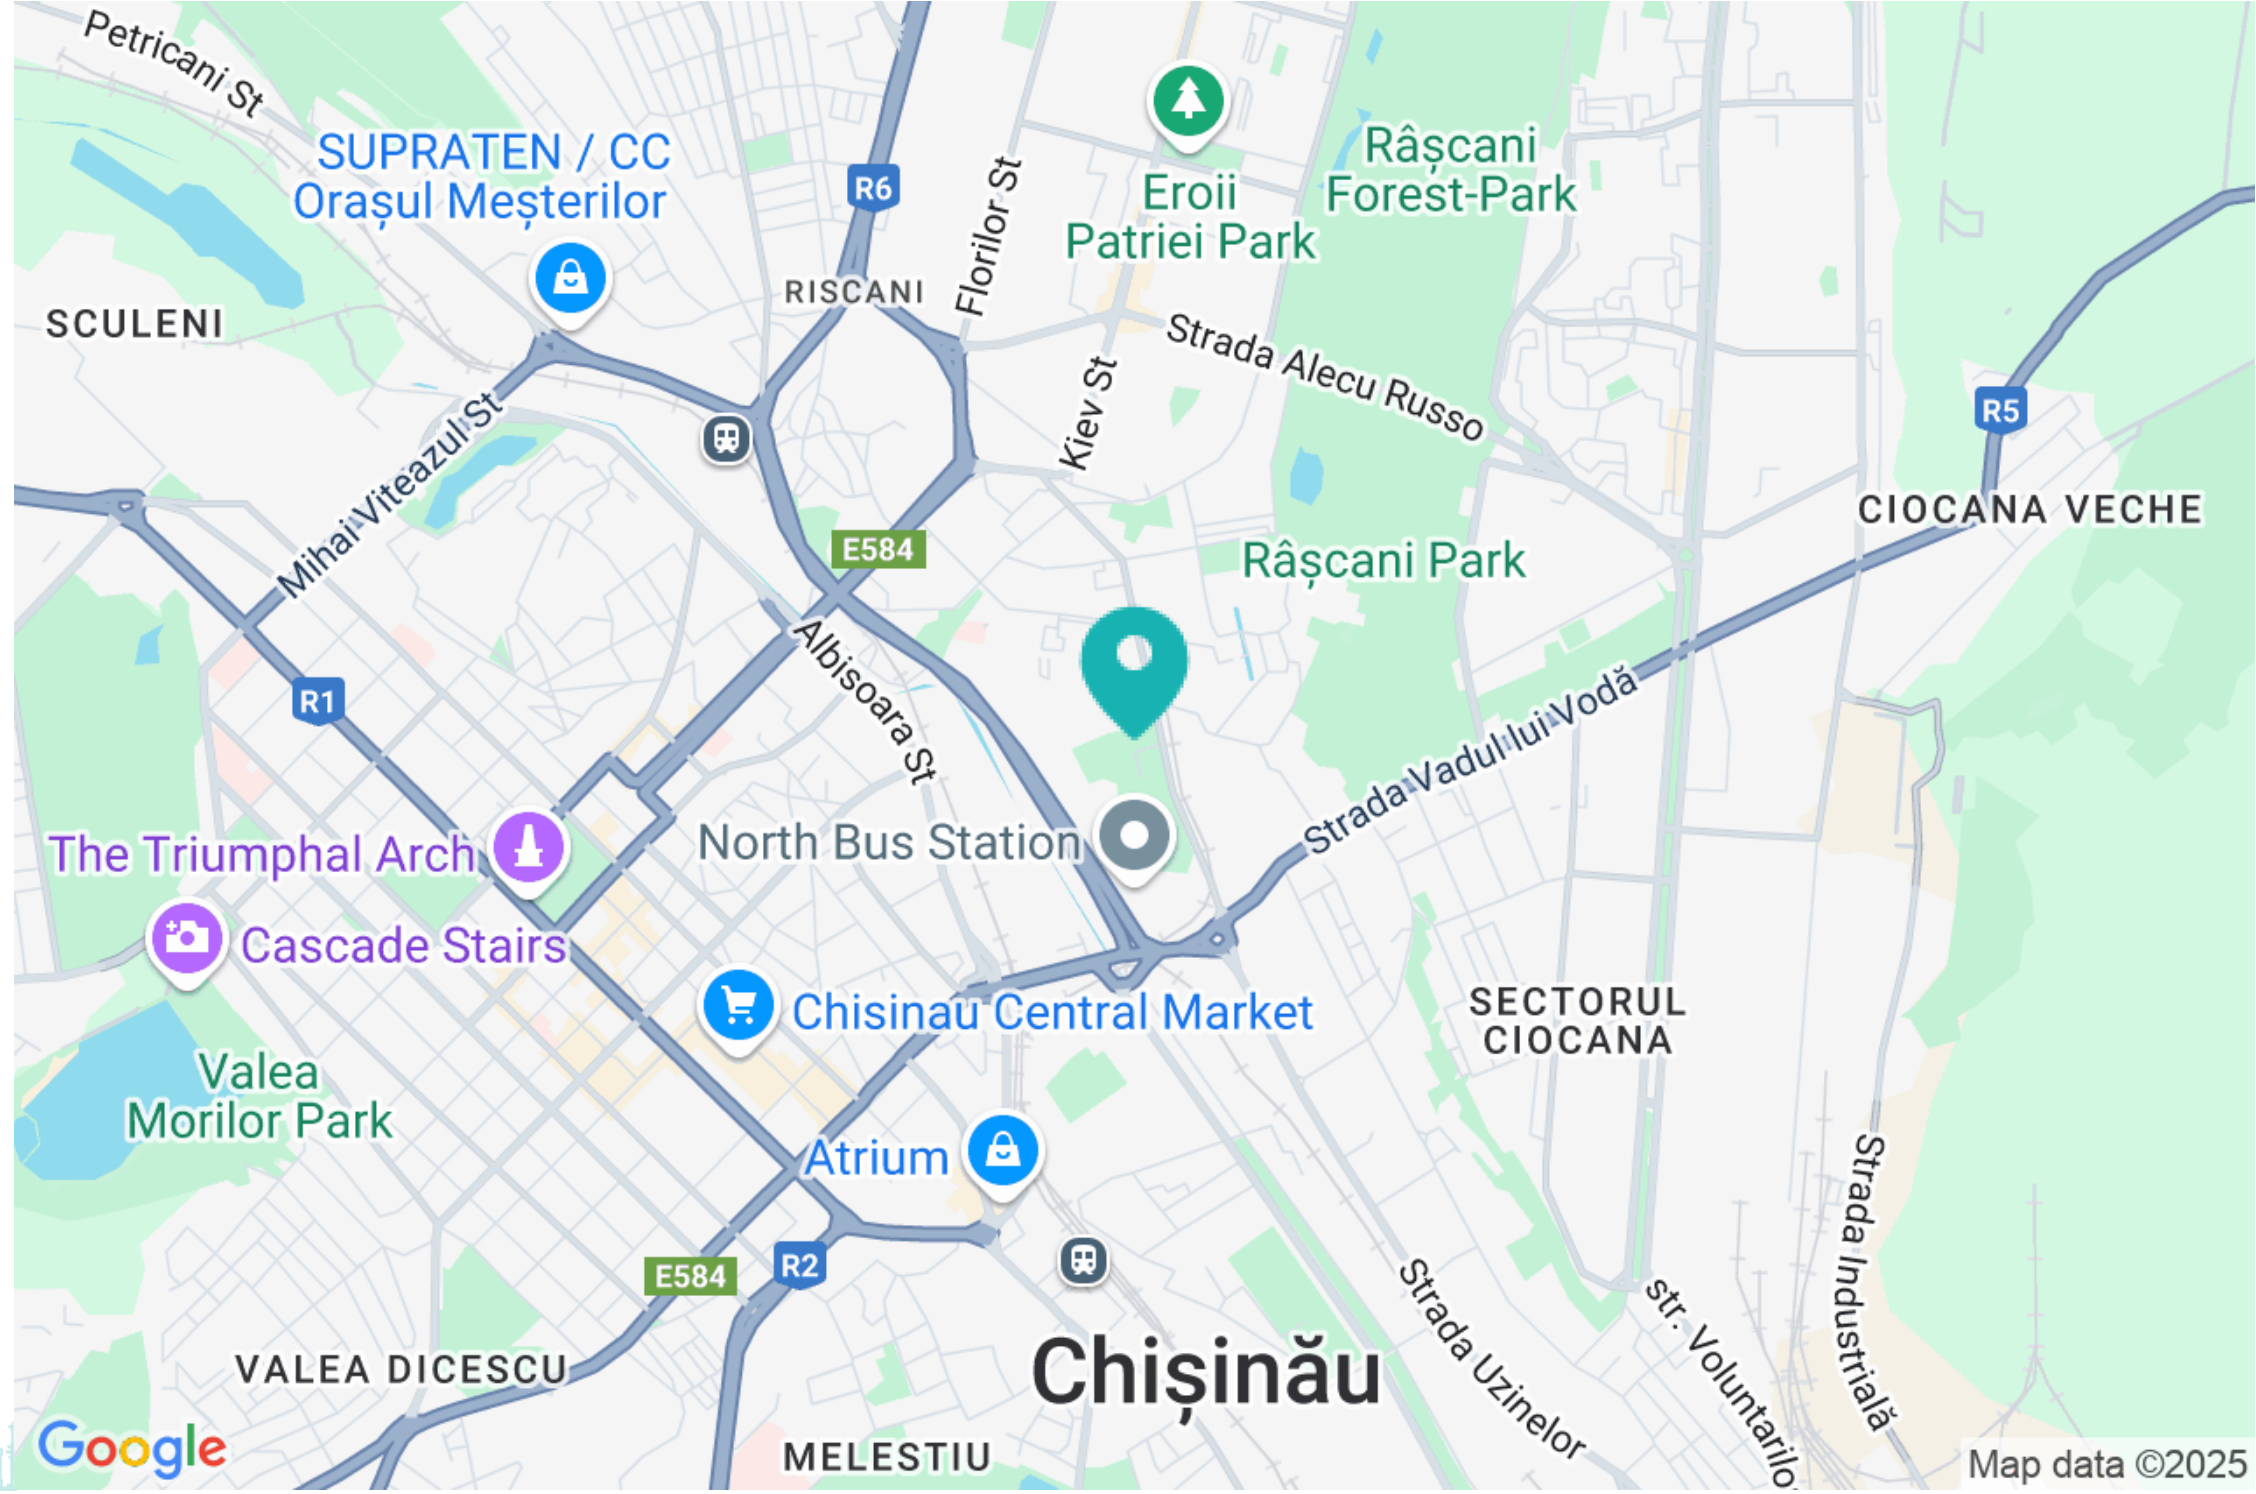 Petricani St
SUPRATEN / CC
Orașul Meșterilor
R6
Florilor St
Eroii
Patriei Park
Râșcani
Forest-Park
RISCANI
SCULENI
Strada Alecu Russo
Kiev St
R5
Mihai Viteazul St
CIOCANA VECHE
E584
Râșcani Park
Albisoara St
R1
Strada Vadul lui Vodă
The Triumphal Arch
North Bus Station
Cascade Stairs
Chisinau Central Market
SECTORUL
CIOCANA
Valea
Morilor Park
Atrium
Strada Industrială
E584
R2
Strada Uzinelor
str. Voluntarilo
Chișinău
VALEA DICESCU
MELESTIU
Google
Map data ©2025